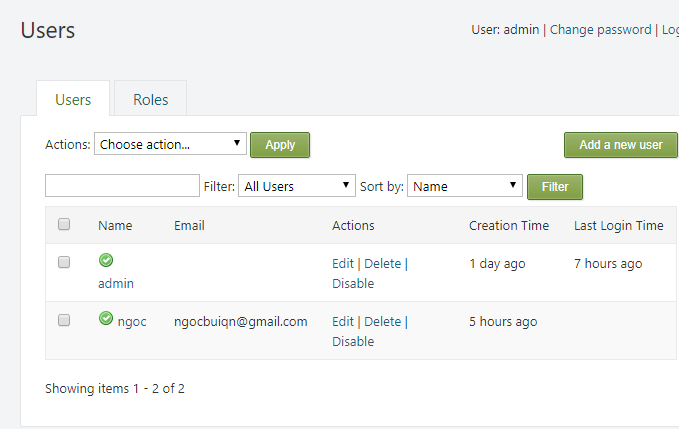 Users
User: admin | Change password |
Users Roles
Actions: Choose action... Apply Add a new user
Filter: All Users Sort by: Name Filter
Name Email Actions Creation Time Last Login Time
admin Edit | Delete | Disable 1 day ago 7 hours ago
ngoc ngocbuiqn@gmail.com Edit | Delete | Disable 5 hours ago
Showing items 1 - 2 of 2